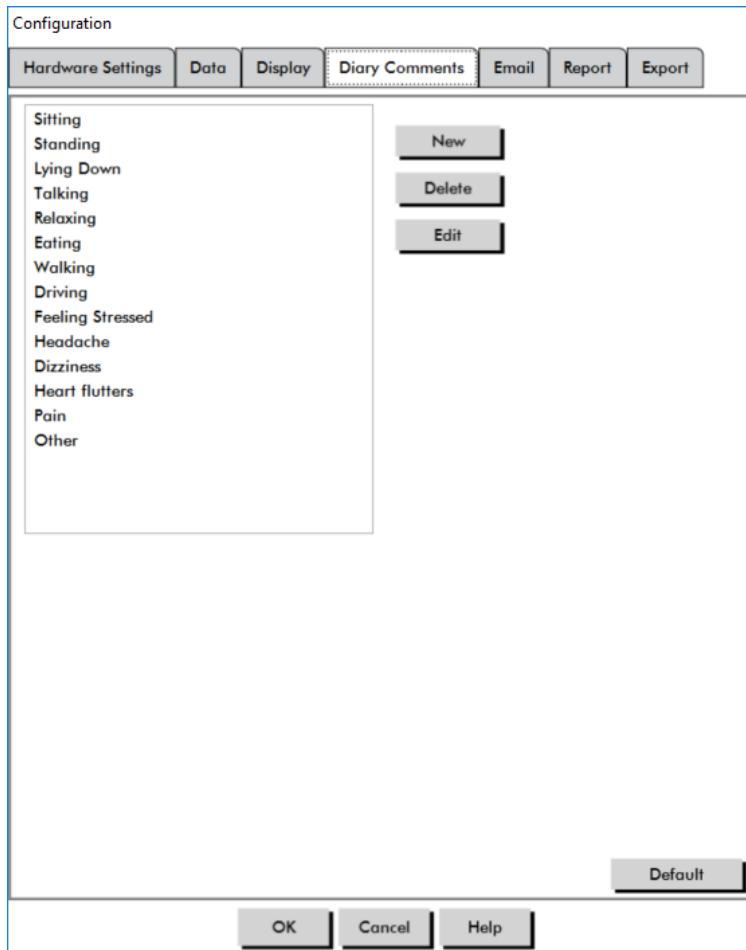 Configuration
Hardware Settings Data Display Diary Comments Email Report Export
Sitting
Standing
Lying Down
Talking
Relaxing
Eating
Walking
Driving
Feeling Stressed
Headache
Dizziness
Heart flutters
Pain
Other
New
Delete
Edit
Default
OK Cancel Help